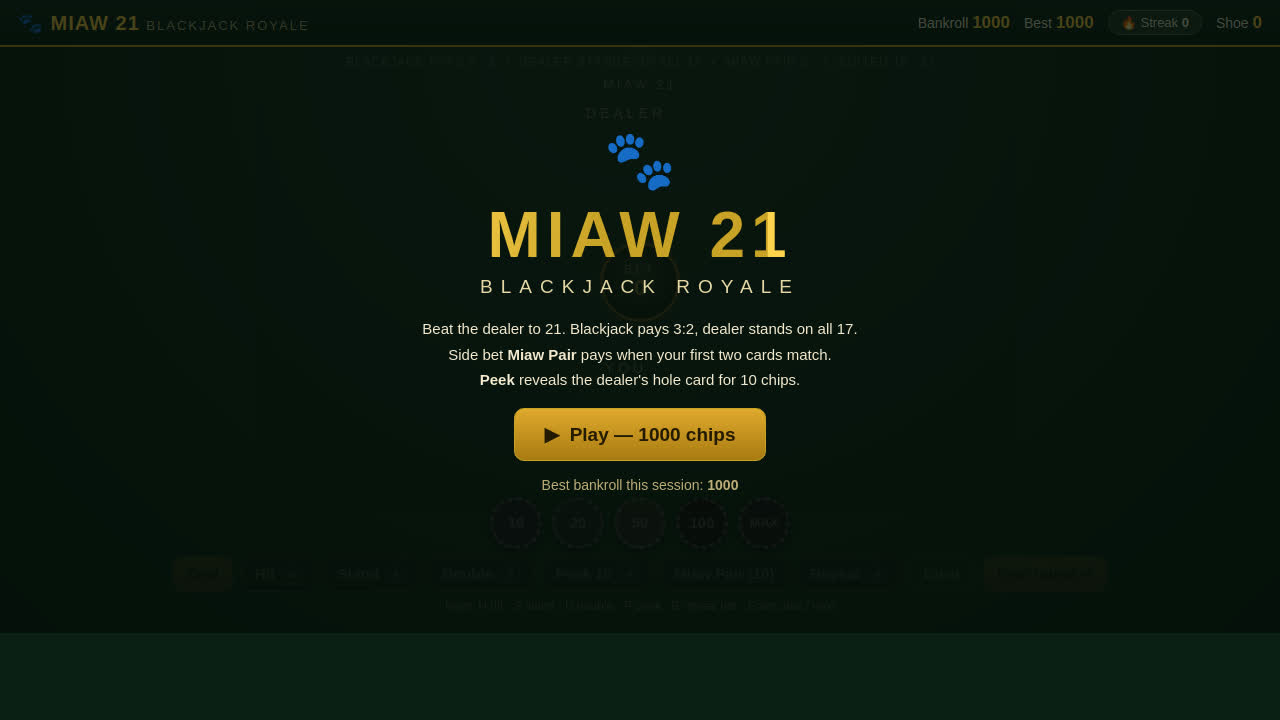 MIAW 21 BLACKJACK ROYALE
Bankroll 1000 Best 1000 Streak 0 Shoe 0
MIAW 21
DEALER
MIAW 21
BET
BLACKJACK ROYALE
Beat the dealer to 21. Blackjack pays 3:2, dealer stands on all 17.
Side bet Miaw Pair pays when your first two cards match.
YOU
Peek reveals the dealer's hole card for 10 chips.
▶ Play — 1000 chips
Best bankroll this session: 1000
10 20 50 100 MAX
Deal Hit Stand Double Peek 10 Miaw Pair (10)